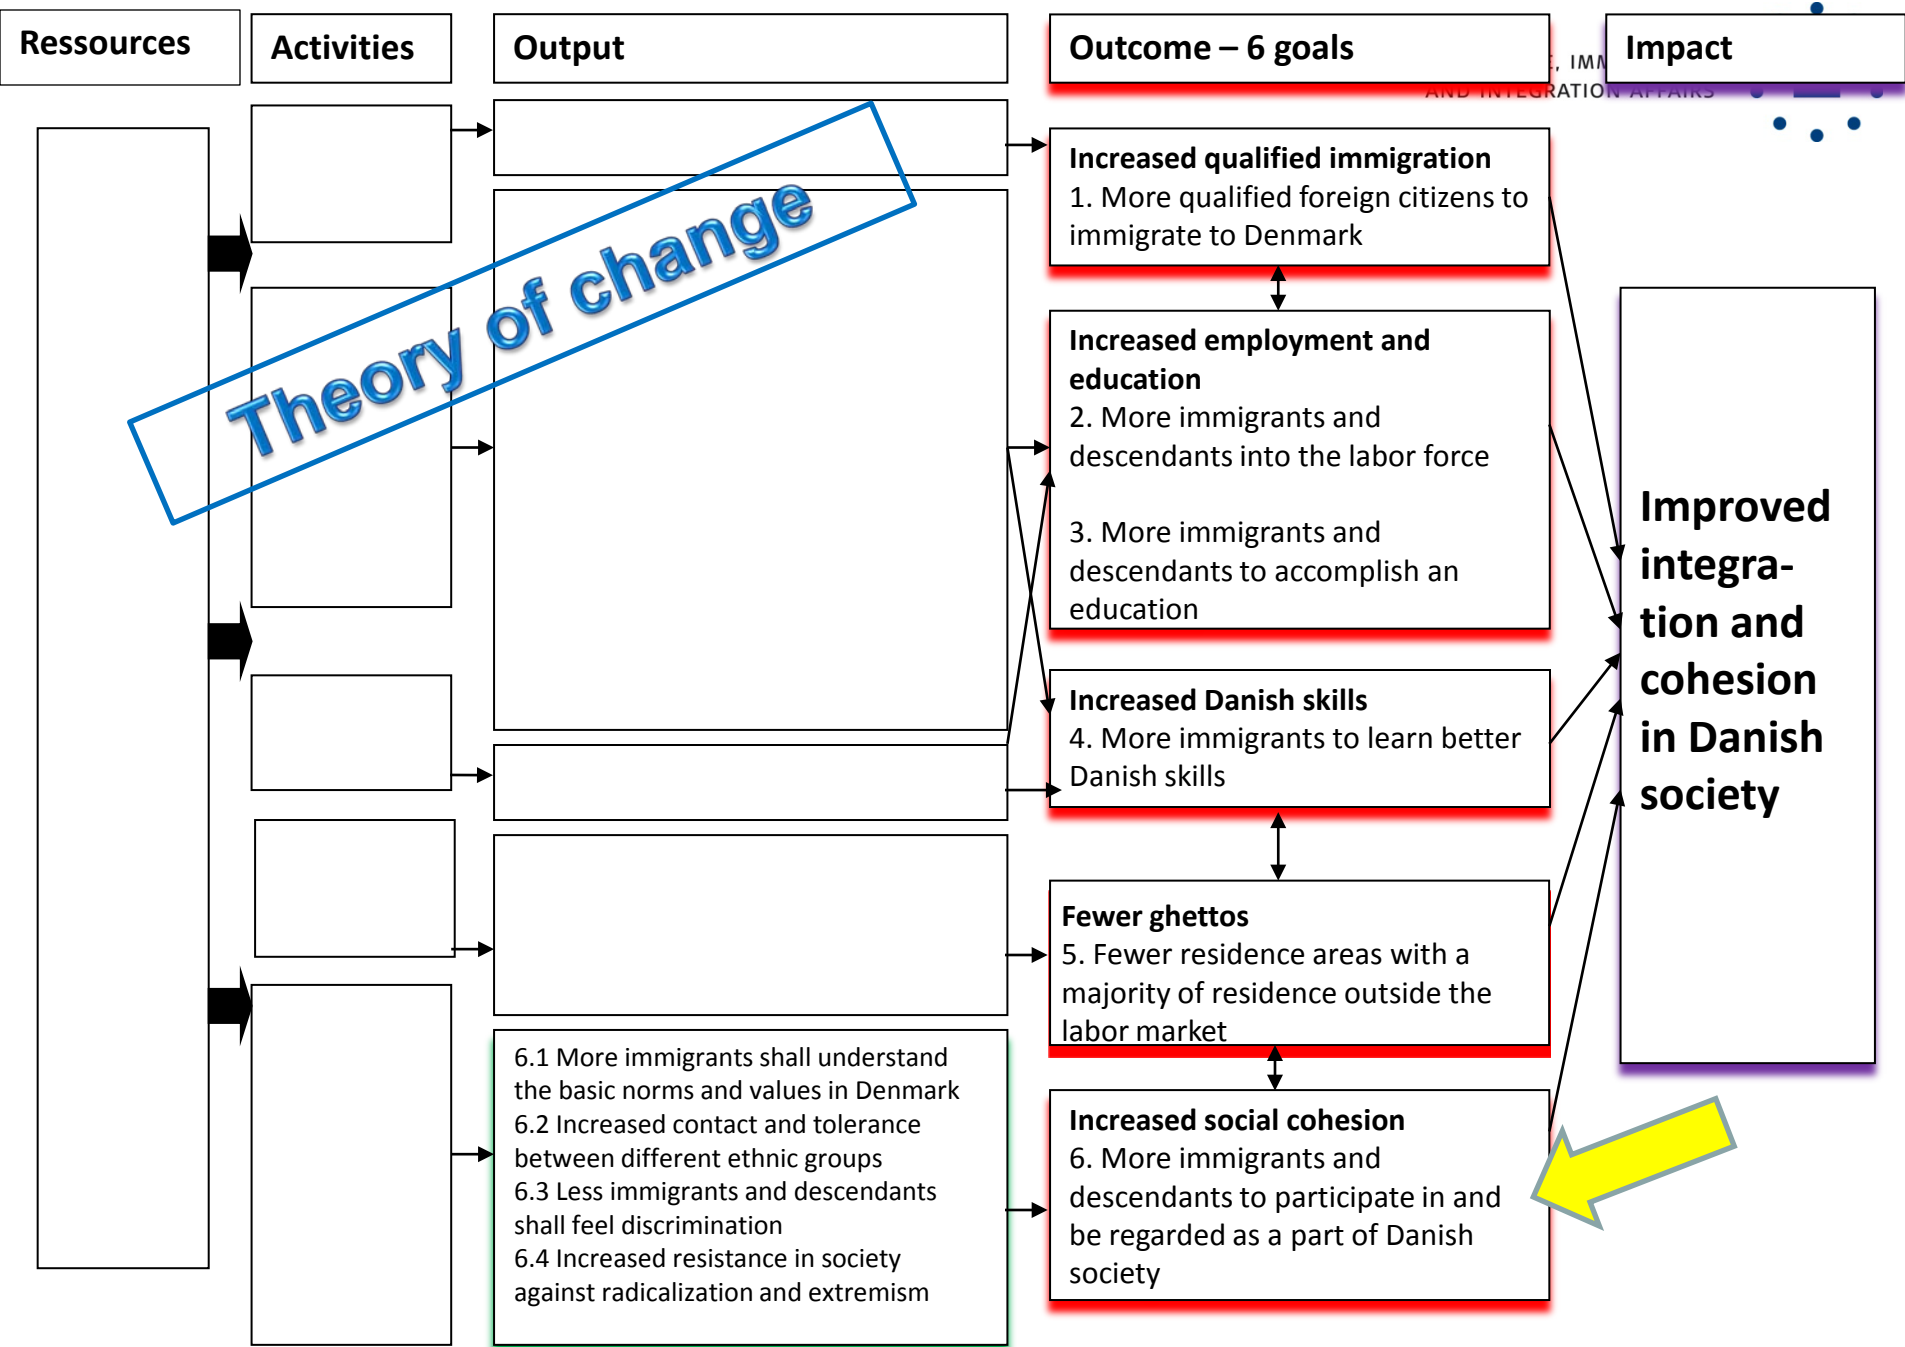 Ressources
Activities
Output
Outcome – 6 goals
Impact
AND INTEGRATION AFFAIRS
Theory of change
Increased qualified immigration
1. More qualified foreign citizens to
immigrate to Denmark
Increased employment and
education
2. More immigrants and
descendants into the labor force
3. More immigrants and
descendants to accomplish an
education
Increased Danish skills
4. More immigrants to learn better
Danish skills
Fewer ghettos
5. Fewer residence areas with a
majority of residence outside the
labor market
6.1 More immigrants shall understand
the basic norms and values in Denmark
6.2 Increased contact and tolerance
between different ethnic groups
6.3 Less immigrants and descendants
shall feel discrimination
6.4 Increased resistance in society
against radicalization and extremism
Increased social cohesion
6. More immigrants and
descendants to participate in and
be regarded as a part of Danish
society
Improved
integra-
tion and
cohesion
in Danish
society